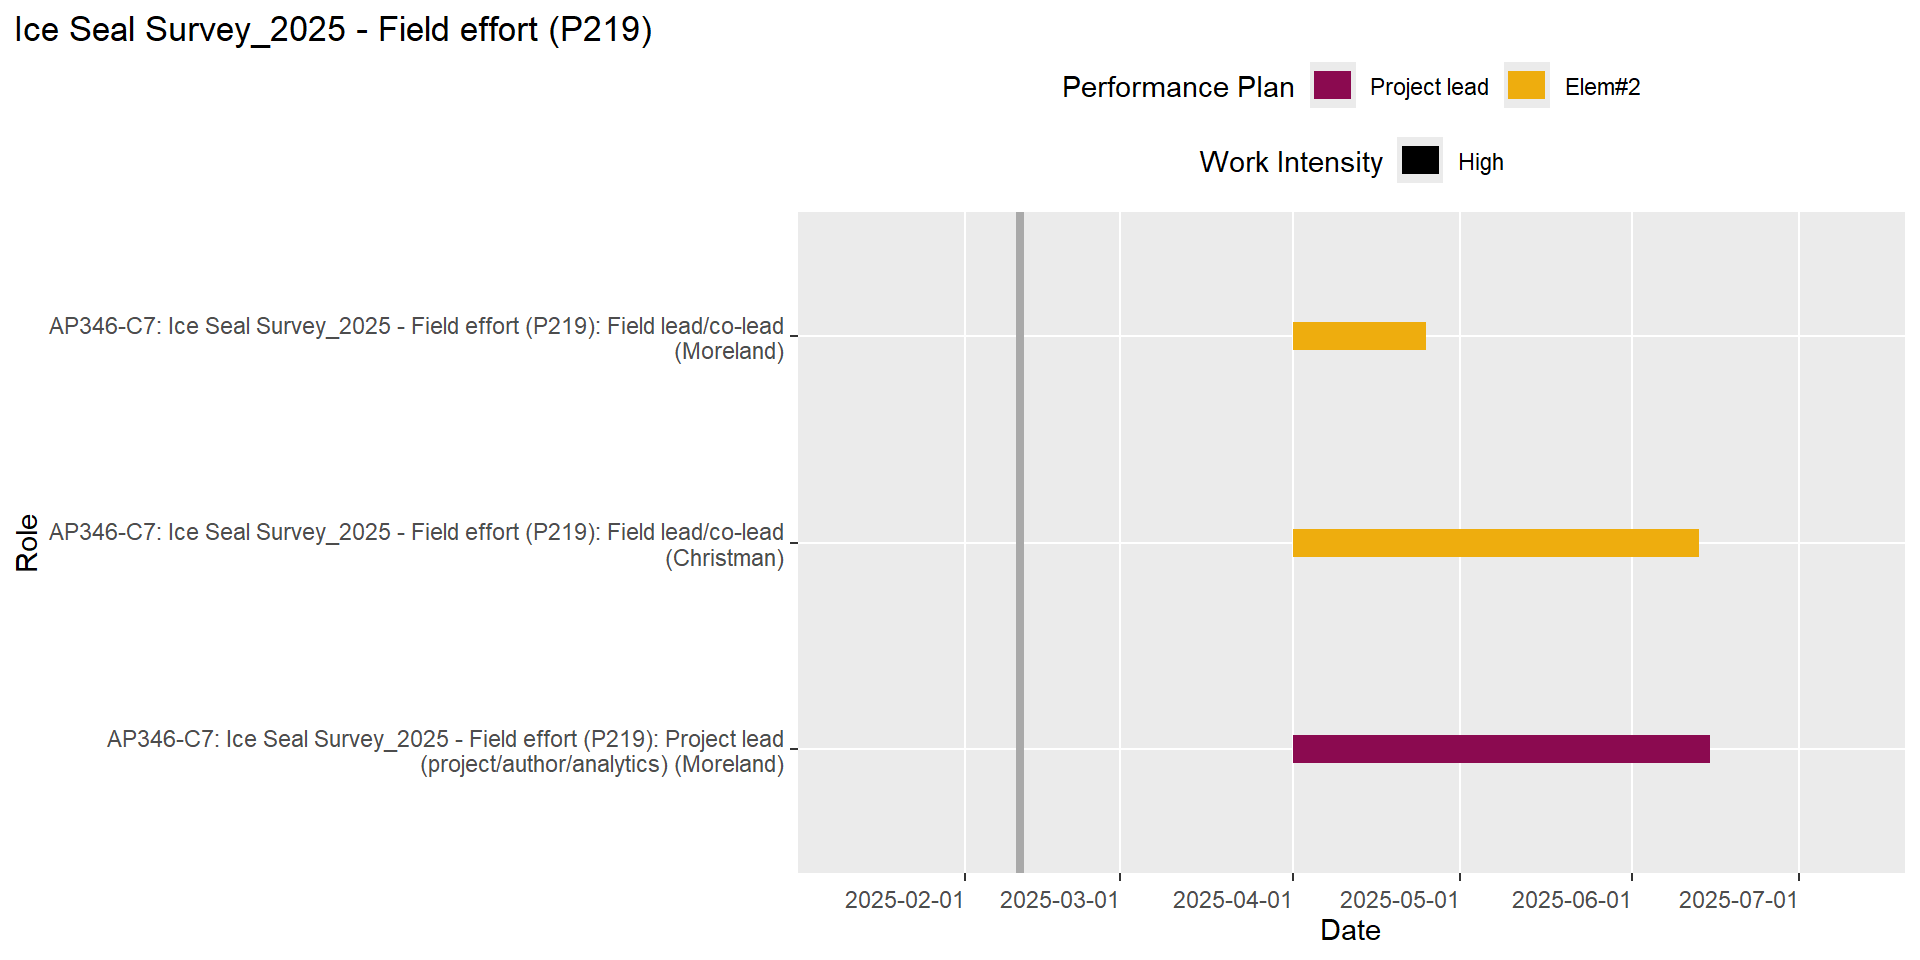 Ice Seal Survey_2025 - Field effort (P219)
Performance Plan Project lead Elem#2
Work Intensity High
AP346-C7: Ice Seal Survey_2025 - Field effort (P219): Field lead/co-lead
(Moreland)
Role
AP346-C7: Ice Seal Survey_2025 - Field effort (P219): Field lead/co-lead
(Christman)
AP346-C7: Ice Seal Survey_2025 - Field effort (P219): Project lead
(project/author/analytics) (Moreland)
2025-02-01 2025-03-01 2025-04-01 2025-05-01 2025-06-01 2025-07-01
Date